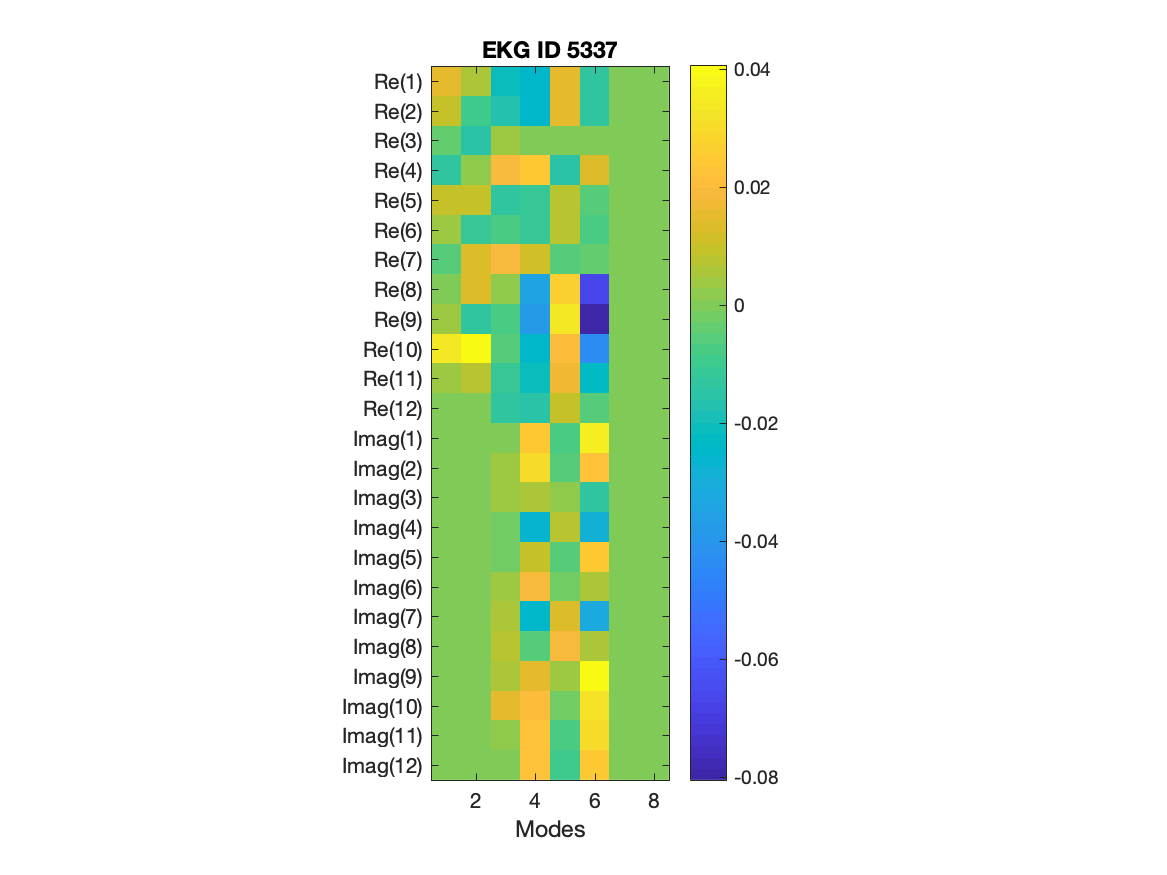 EKG ID 5337
Re(1)
Re(2)
Re(3)
Re(4)
Re(5)
Re(6)
Re(7)
Re(8)
Re(9)
Re(10)
Re(11)
Re(12)
Imag(1)
Imag(2)
Imag(3)
Imag(4)
Imag(5)
Imag(6)
Imag(7)
Imag(8)
Imag(9)
Imag(10)
Imag(11)
Imag(12)
2 4 6 8
Modes
0.04
0.02
0
-0.02
-0.04
-0.06
-0.08